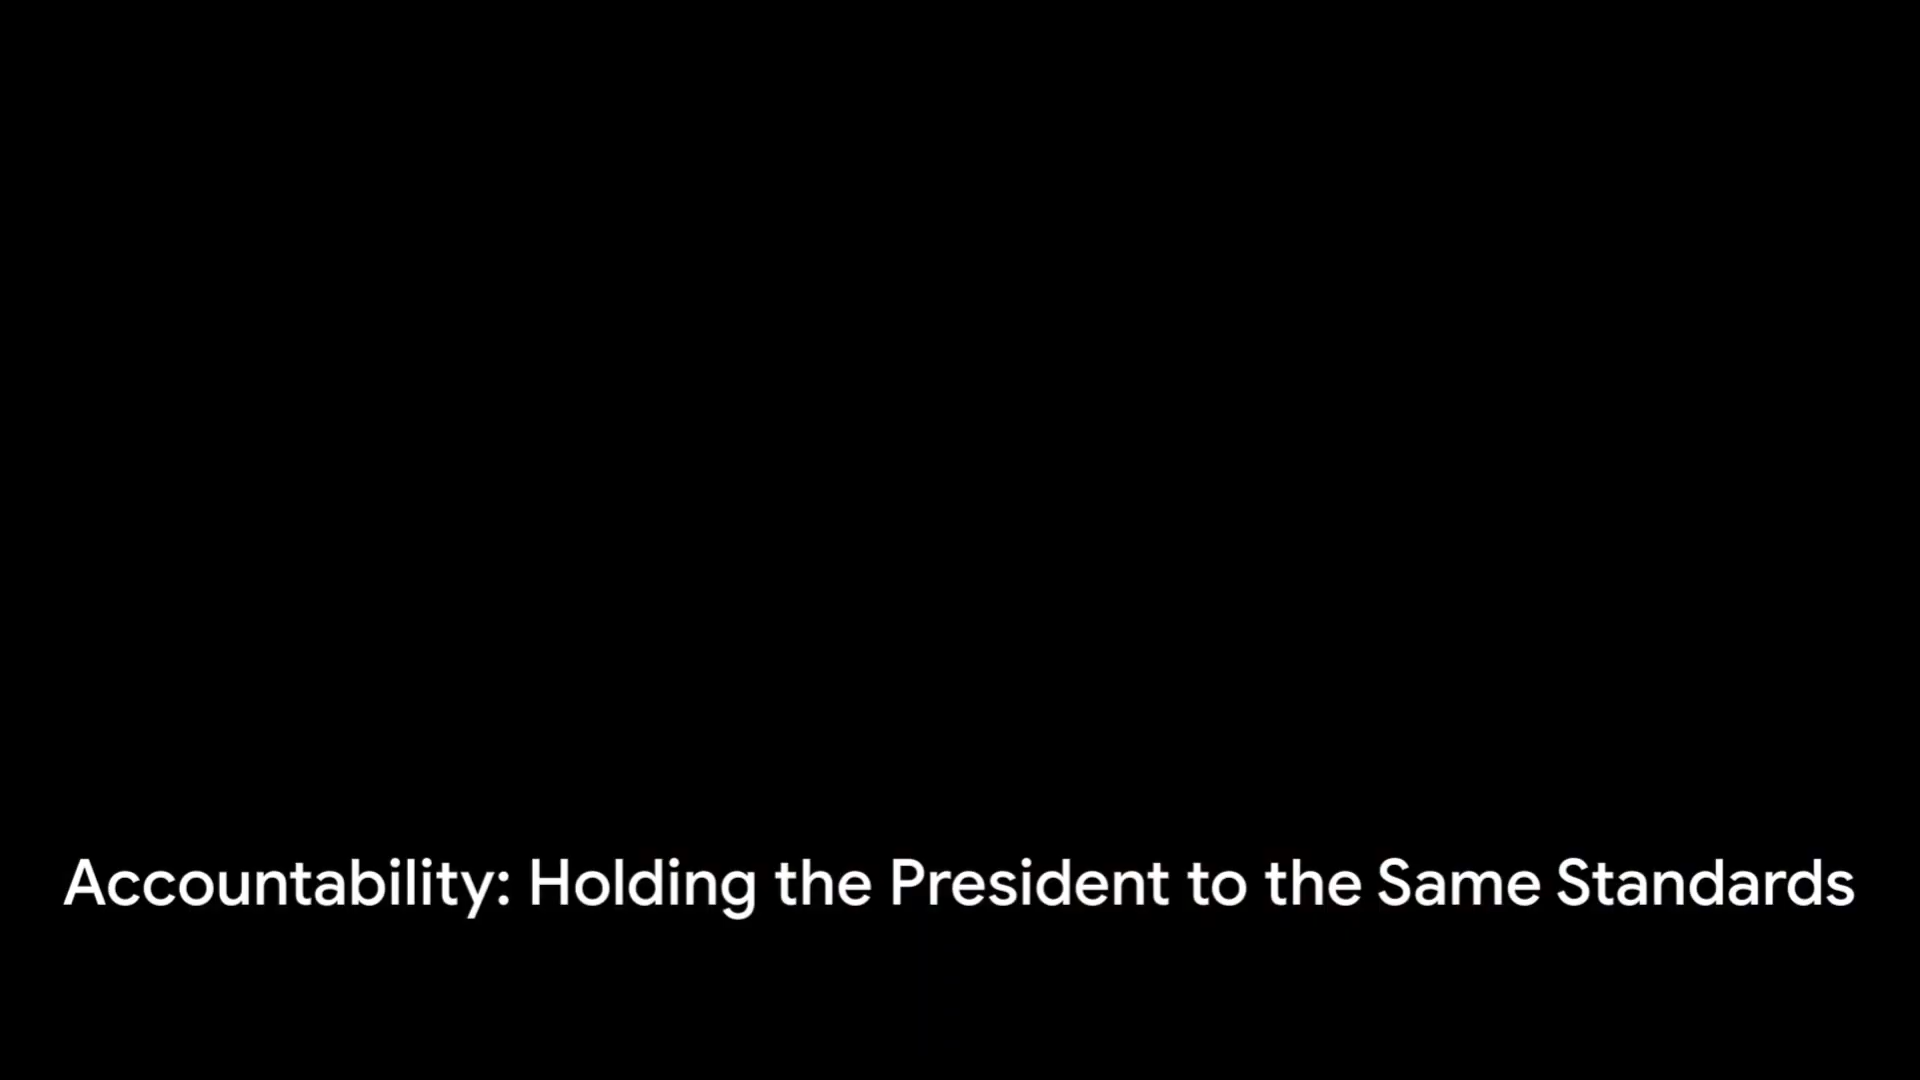 Accountability: Holding the President to the Same Standards